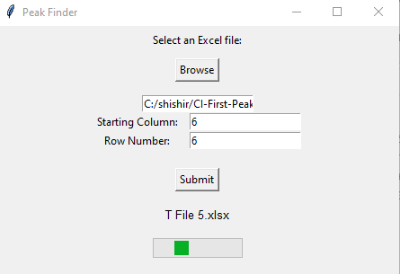 Peak Finder
Select an Excel file:
Browse
C:/shishir/CI-First-Peak
Starting Column: 6
Row Number: 6
Submit
T File 5.xlsx